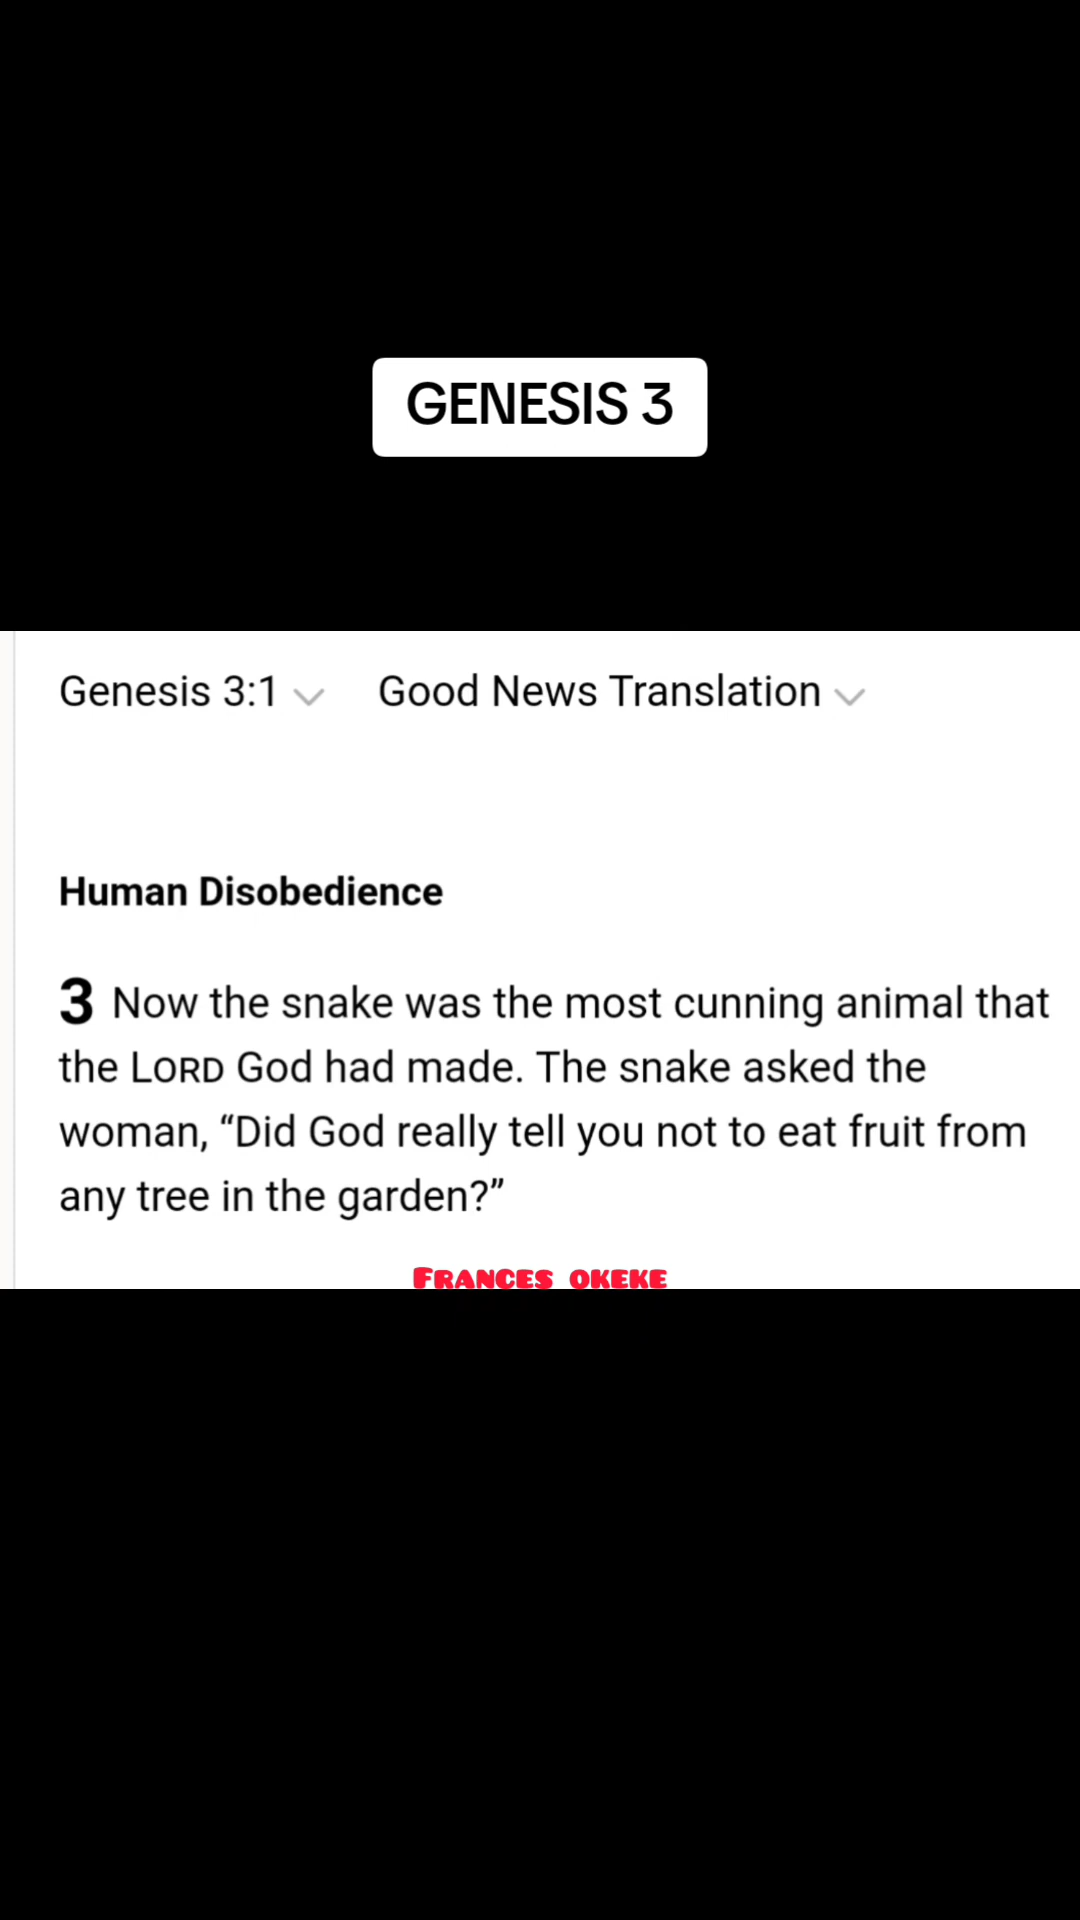 GENESIS 3
Genesis 3:1 Good News Translation
Human Disobedience
3 Now the snake was the most cunning animal that
the LORD God had made. The snake asked the
woman, “Did God really tell you not to eat fruit from
any tree in the garden?”
FRANCES OKEKE